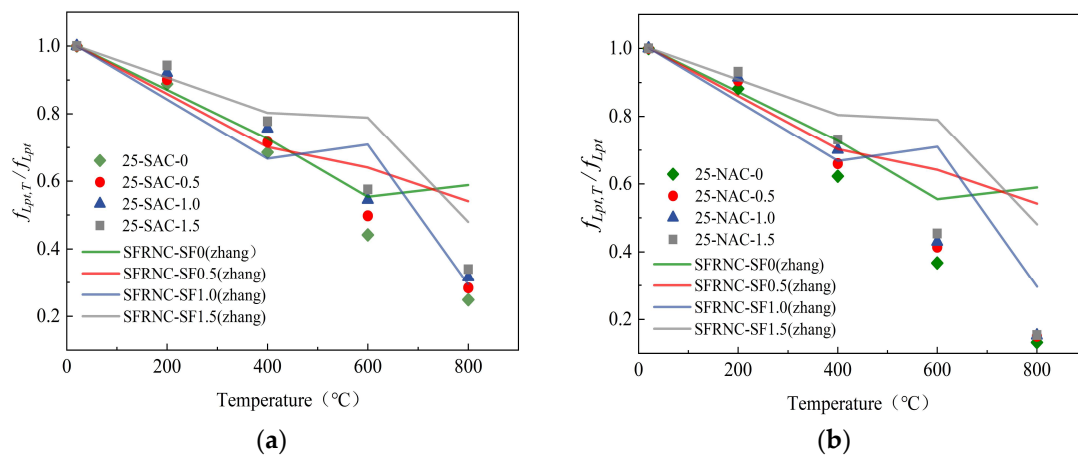 1.0
0.8
0.6
0.4
0.2
f_{Lpt,T}/f_{Lpt}
25-SAC-0
25-SAC-0.5
25-SAC-1.0
25-SAC-1.5
SFRNC-SF0(zhang）
SFRNC-SF0.5(zhang)
SFRNC-SF1.0(zhang)
SFRNC-SF1.5(zhang)
0 200 400 600 800
Temperature（℃）
(a)
1.0
0.8
0.6
0.4
0.2
f_{Lpt,T}/f_{Lpt}
25-NAC-0
25-NAC-0.5
25-NAC-1.0
25-NAC-1.5
SFRNC-SF0(zhang)
SFRNC-SF0.5(zhang)
SFRNC-SF1.0(zhang)
SFRNC-SF1.5(zhang)
0 200 400 600 800
Temperature（℃）
(b)